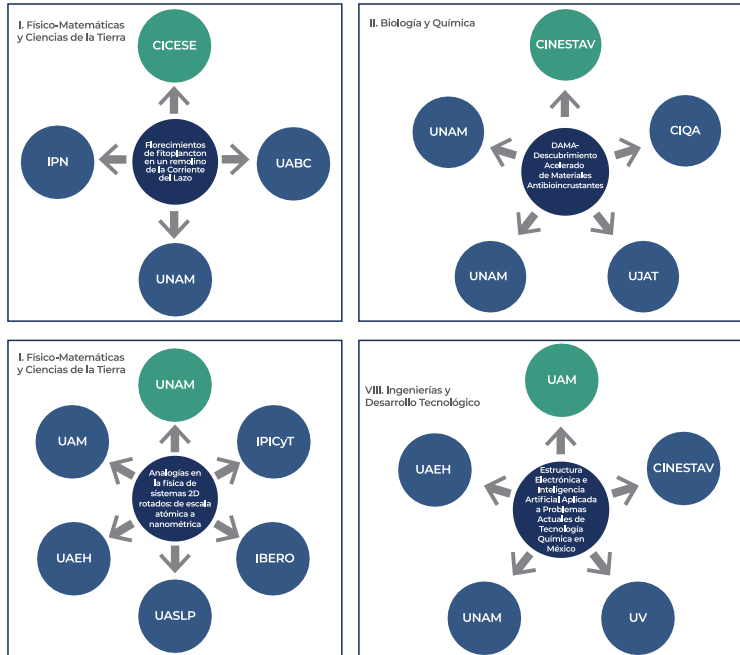 I. Físico-Matemáticas
y Ciencias de la Tierra
CICESE
IPN
Florecimientos
de fitoplancton
en un remolino
de la Corriente
del Lazo
UABC
UNAM
II. Biología y Química
CINESTAV
UNAM
CIQA
DAMA-
Descubrimiento
Acelerado
de Materiales
Antibioincrustantes
UNAM
UJAT
I. Físico-Matemáticas
y Ciencias de la Tierra
UNAM
UAM
IPICyT
Analogías en
la física de
sistemas 2D
rotados: de escala
atómica a
nanométrica
UAEH
IBERO
UASLP
VIII. Ingenierías y
Desarrollo Tecnológico
UAM
UAEH
CINESTAV
Estructura
Electrónica e
Inteligencia
Artificial Aplicada
a Problemas
Actuales de
Tecnología
Química en
México
UNAM
UV